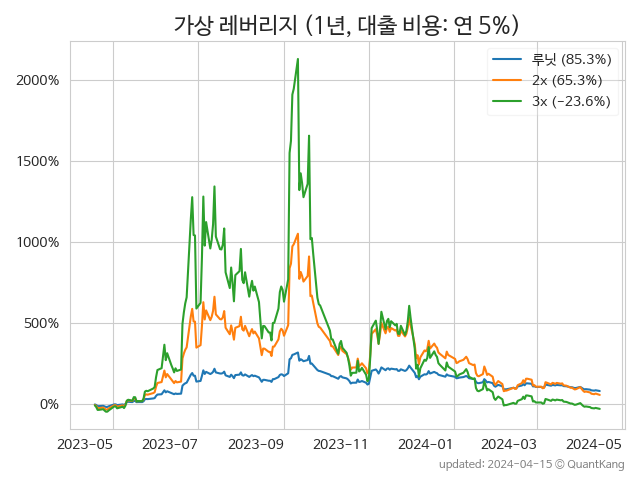 가상 레버리지 (1년, 대출 비용: 연 5%)
루닛 (85.3%)
2x (65.3%)
3x (−23.6%)
2000%
1500%
1000%
500%
0%
2023-05
2023-07
2023-09
2023-11
2024-01
2024-03
2024-05
updated: 2024-04-15 © QuantKang